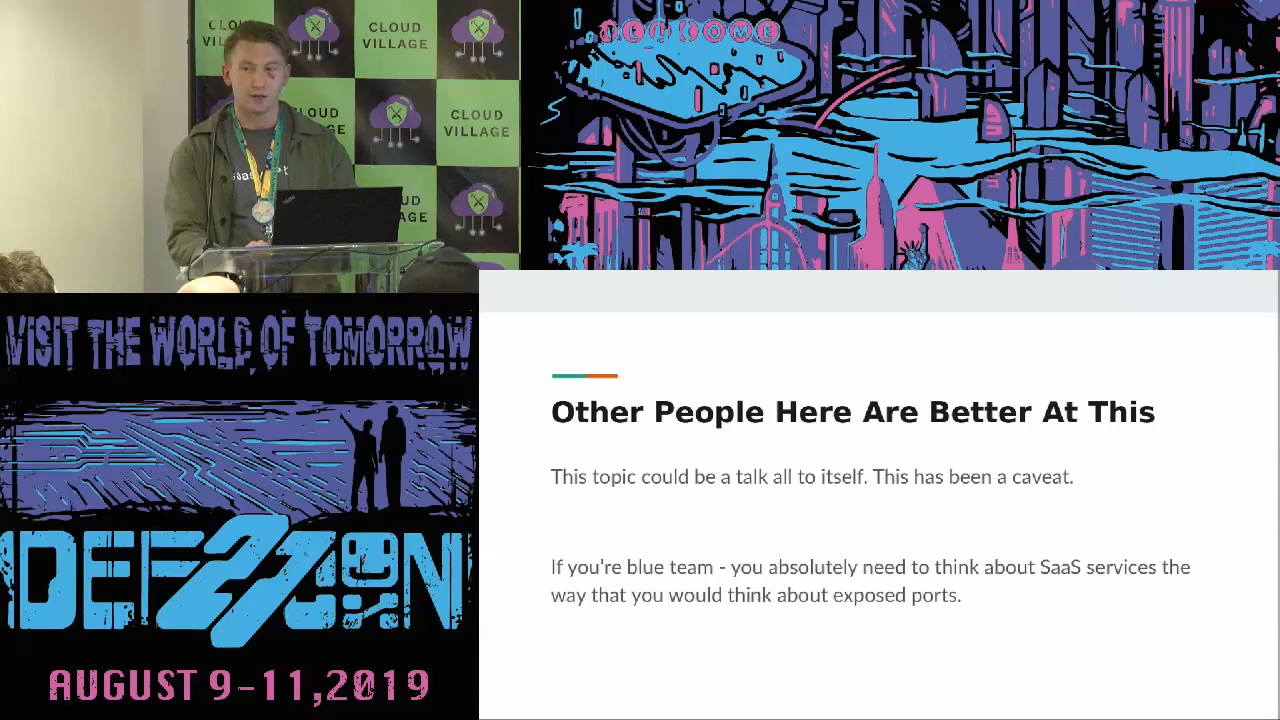 CLOUD
VILLAGE
CLOUD
VILLAGE
CLOUD
VILLAGE
WELCOME
VISIT THE WORLD OF TOMORROW
DEF 27 CON
AUGUST 9-11,2019
Other People Here Are Better At This
This topic could be a talk all to itself. This has been a caveat.
If you're blue team - you absolutely need to think about SaaS services the
way that you would think about exposed ports.